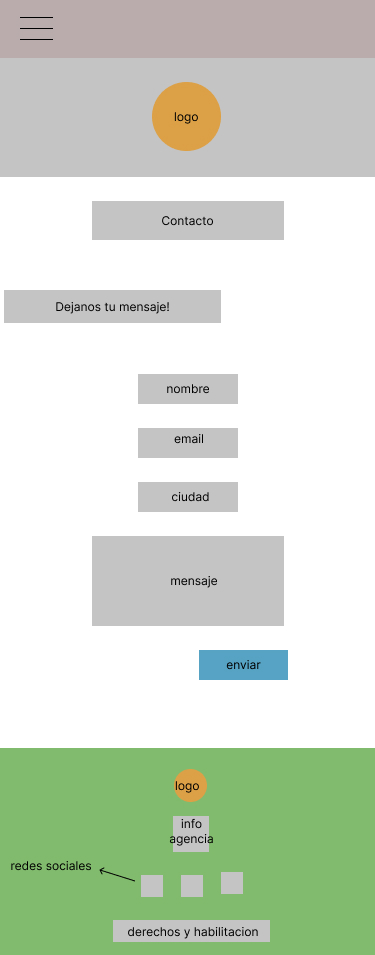 logo
Contacto
Dejanos tu mensaje!
nombre
email
ciudad
mensaje
enviar
logo
info
agencia
redes sociales
derechos y habilitacion